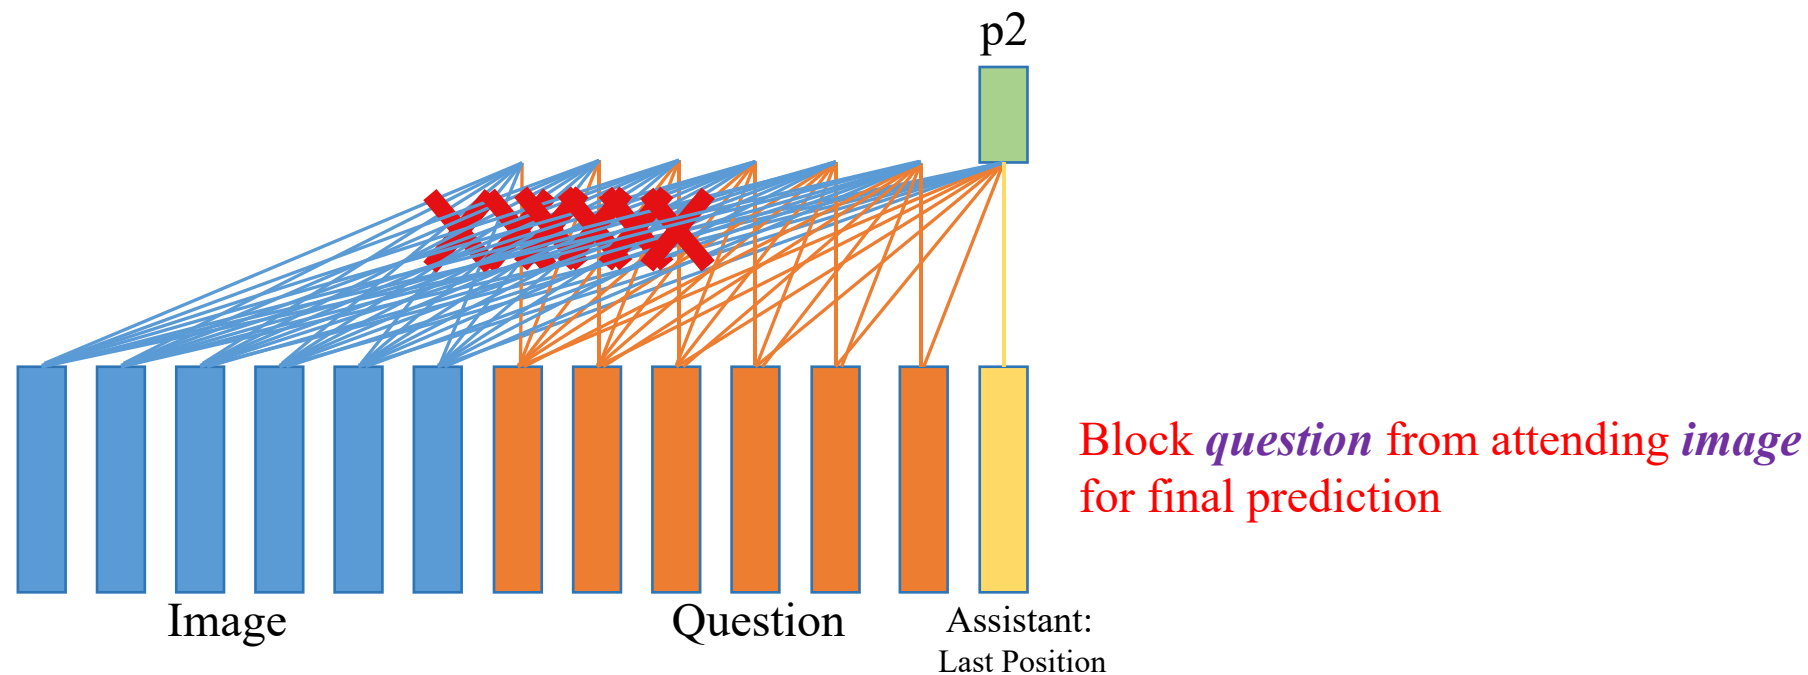 p2
Block question from attending image
for final prediction
Image
Question
Assistant:
Last Position